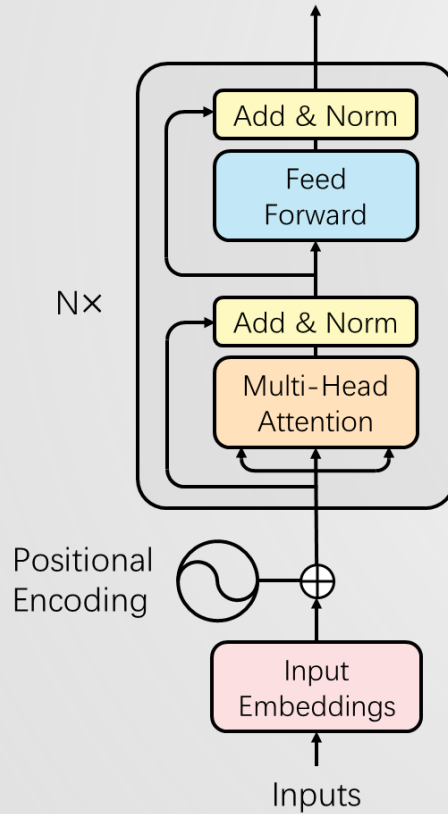 Add & Norm
Feed
Forward
N×
Add & Norm
Multi-Head
Attention
Positional
Encoding
Input
Embeddings
Inputs